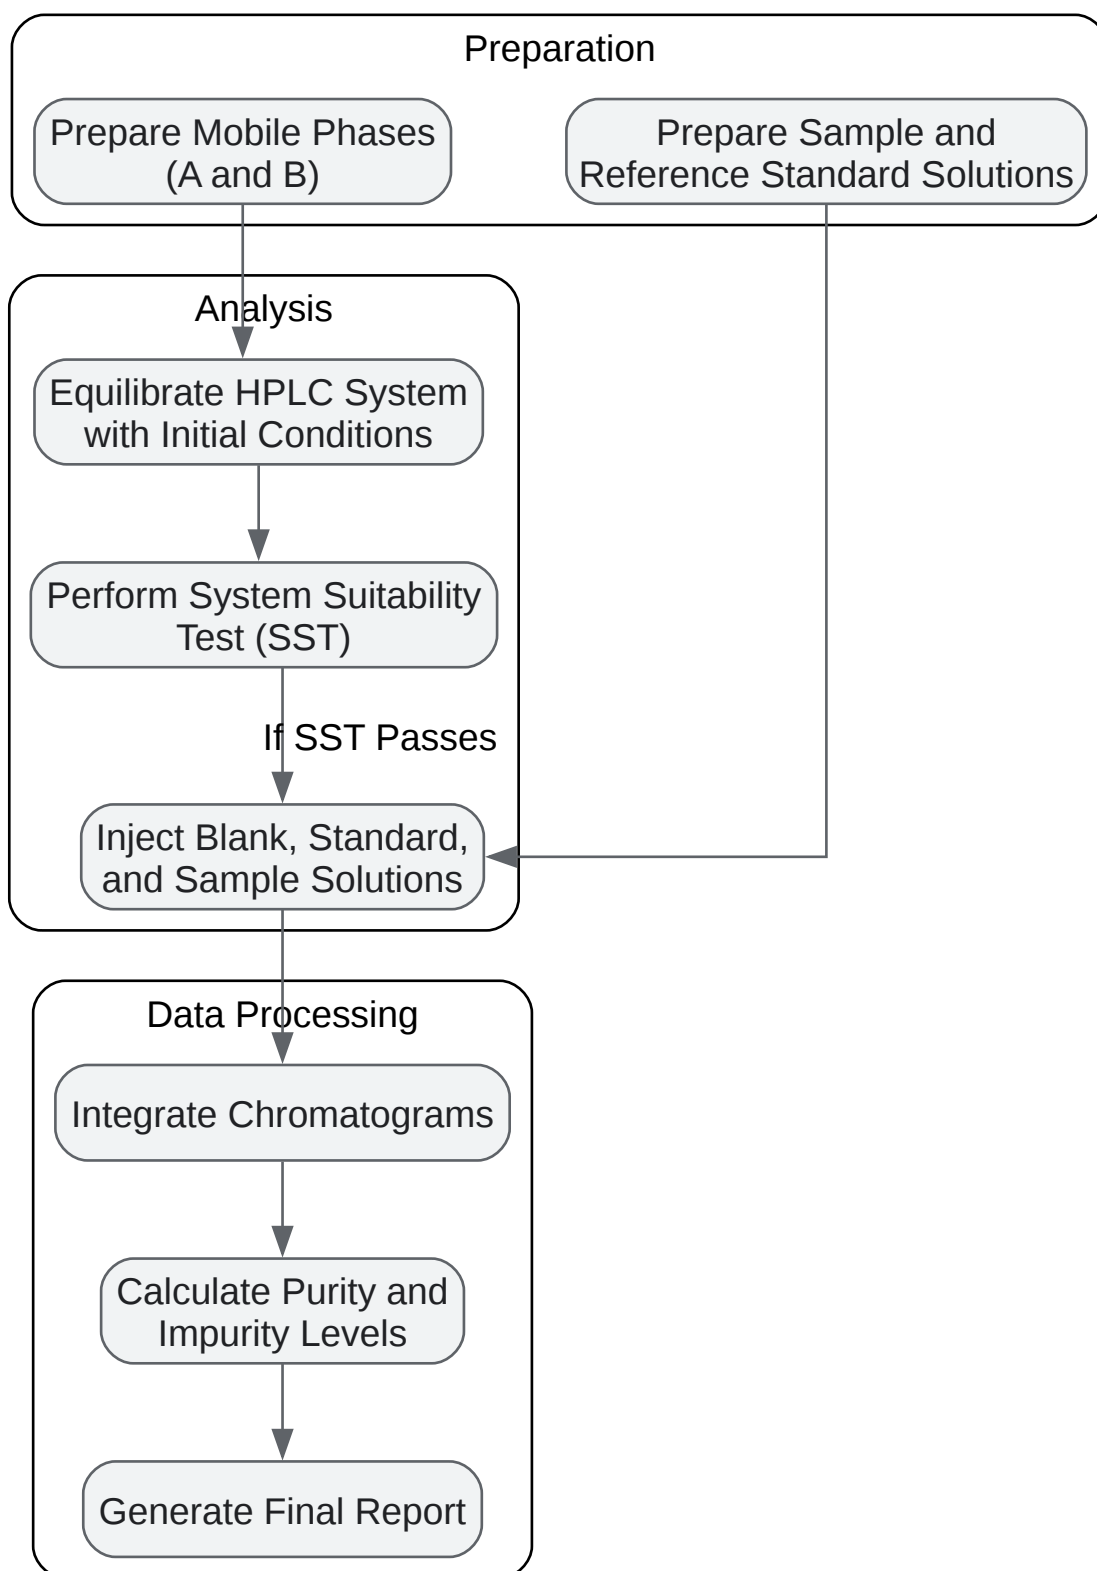 Preparation
Prepare Mobile Phases
(A and B)
Prepare Sample and
Reference Standard Solutions
Analysis
Equilibrate HPLC System
with Initial Conditions
Perform System Suitability
Test (SST)
If SST Passes
Inject Blank, Standard,
and Sample Solutions
Data Processing
Integrate Chromatograms
Calculate Purity and
Impurity Levels
Generate Final Report